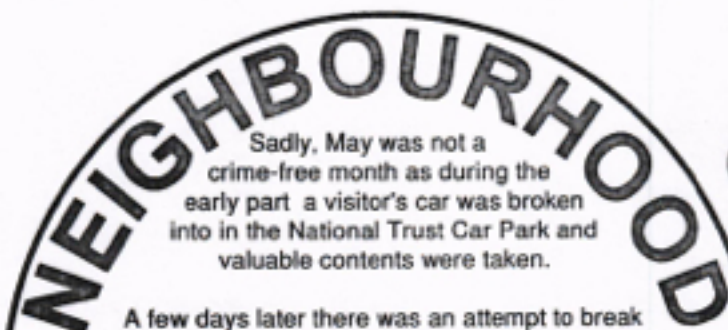 NEIGHBOURHOOD
Sadly, May was not a
crime-free month as during the
early part a visitor's car was broken
into in the National Trust Car Park and
valuable contents were taken.
A few days later there was an attempt to break